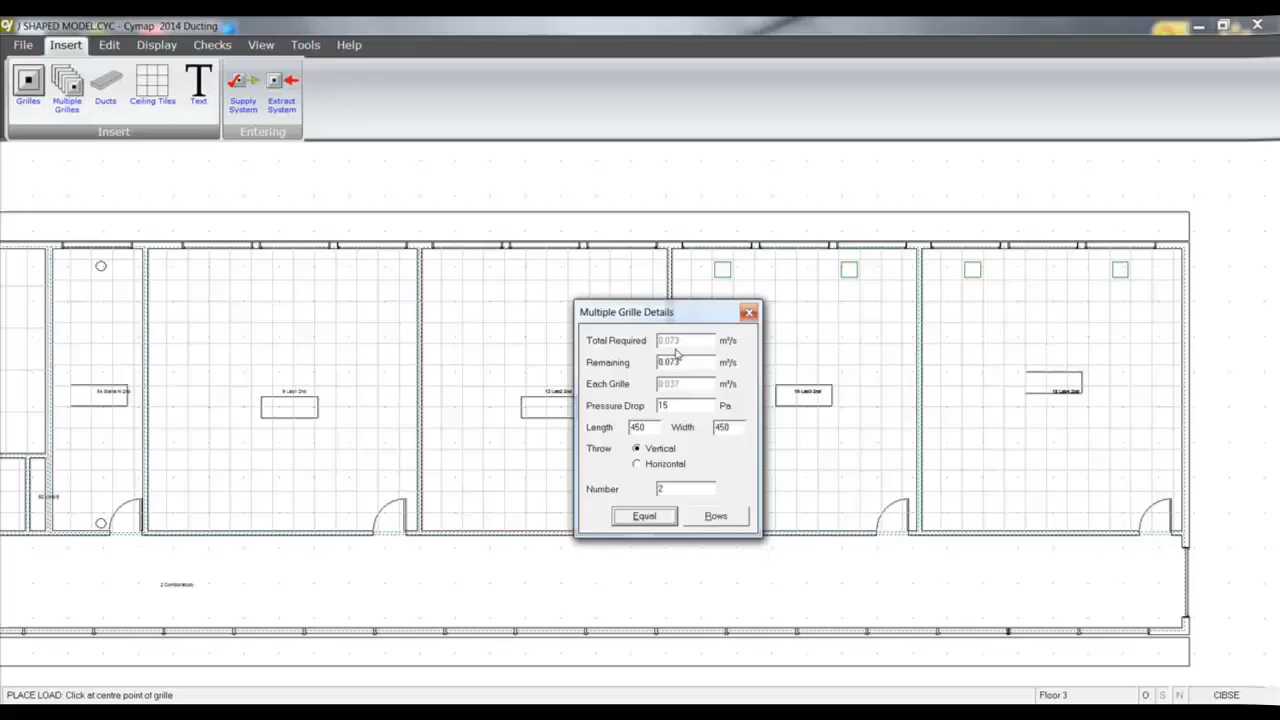 J SHAPED MODEL.CYC - Cymap 2014 Ducting
File Insert Edit Display Checks View Tools Help
Grilles
Multiple Grilles
Ducts
Ceiling Tiles
Text
Supply System
Extract System
Insert
Entering
Multiple Grille Details
Total Required 0.073 m³/s
Remaining 0.073 m³/s
Each Grille 0.037 m³/s
Pressure Drop 15 Pa
Length 450 Width 450
Throw Vertical
Horizontal
Number 2
Equal Rows
PLACE LOAD: Click at centre point of grille
Floor 3 O S N CIBSE